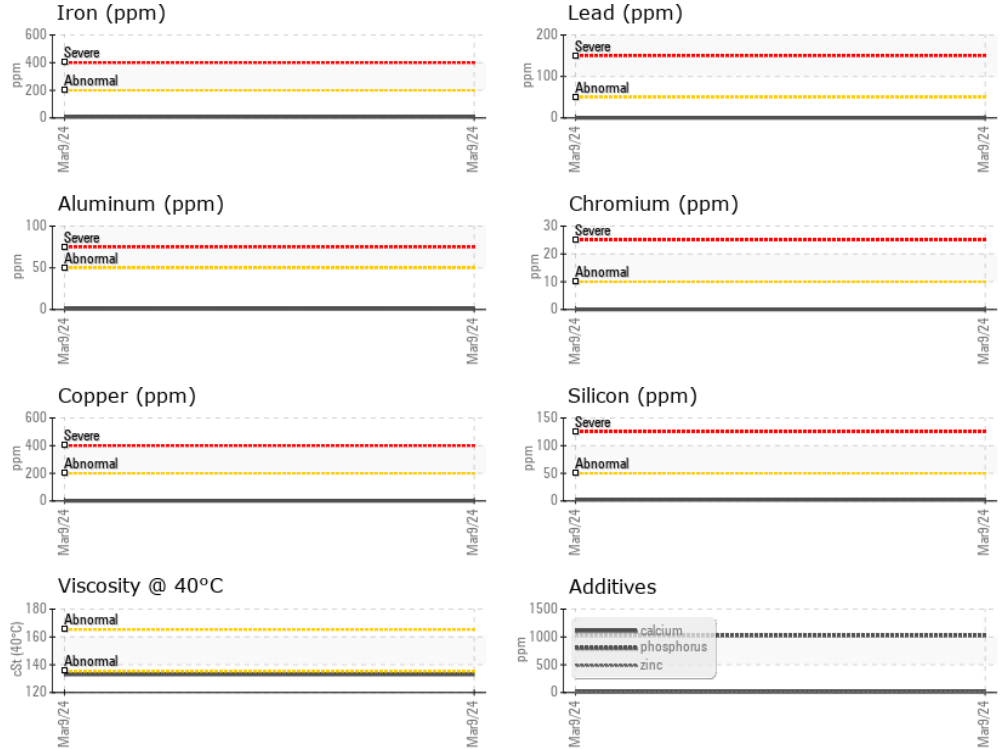 Iron (ppm)
600
400
200
0
ppm
Severe
Abnormal
Mar9/24
Mar9/24
Lead (ppm)
200
100
0
ppm
Severe
Abnormal
Mar9/24
Mar9/24
Aluminum (ppm)
100
50
0
ppm
Severe
Abnormal
Mar9/24
Mar9/24
Chromium (ppm)
30
20
10
0
ppm
Severe
Abnormal
Mar9/24
Mar9/24
Copper (ppm)
600
400
200
0
ppm
Severe
Abnormal
Mar9/24
Mar9/24
Silicon (ppm)
150
100
50
0
ppm
Severe
Abnormal
Mar9/24
Mar9/24
Viscosity @ 40°C
180
160
140
120
cSt (40°C)
Abnormal
Abnormal
Mar9/24
Mar9/24
Additives
1500
1000
500
0
ppm
calcium
phosphorus
zinc
Mar9/24
Mar9/24